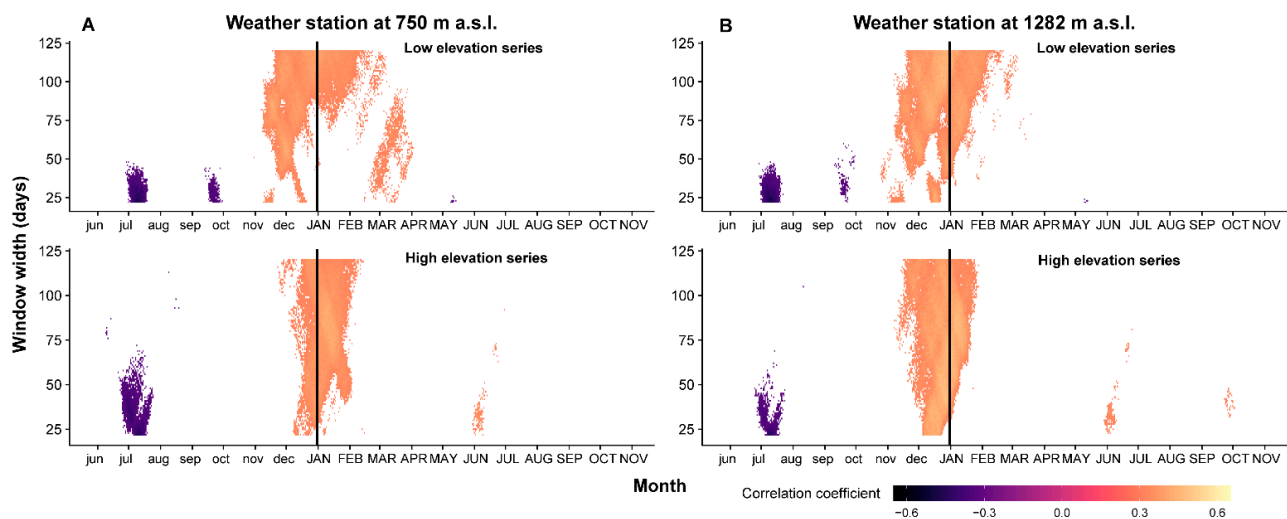 A Weather station at 750 m a.s.l.
Low elevation series
125
100
75
50
25
jun jul aug sep oct nov dec JAN FEB MAR APR MAY JUN JUL AUG SEP OCT NOV
High elevation series
125
100
75
50
25
jun jul aug sep oct nov dec JAN FEB MAR APR MAY JUN JUL AUG SEP OCT NOV
B Weather station at 1282 m a.s.l.
Low elevation series
125
100
75
50
25
jun jul aug sep oct nov dec JAN FEB MAR APR MAY JUN JUL AUG SEP OCT NOV
High elevation series
125
100
75
50
25
jun jul aug sep oct nov dec JAN FEB MAR APR MAY JUN JUL AUG SEP OCT NOV
Window width (days)
Month
Correlation coefficient
−0.6 −0.3 0.0 0.3 0.6